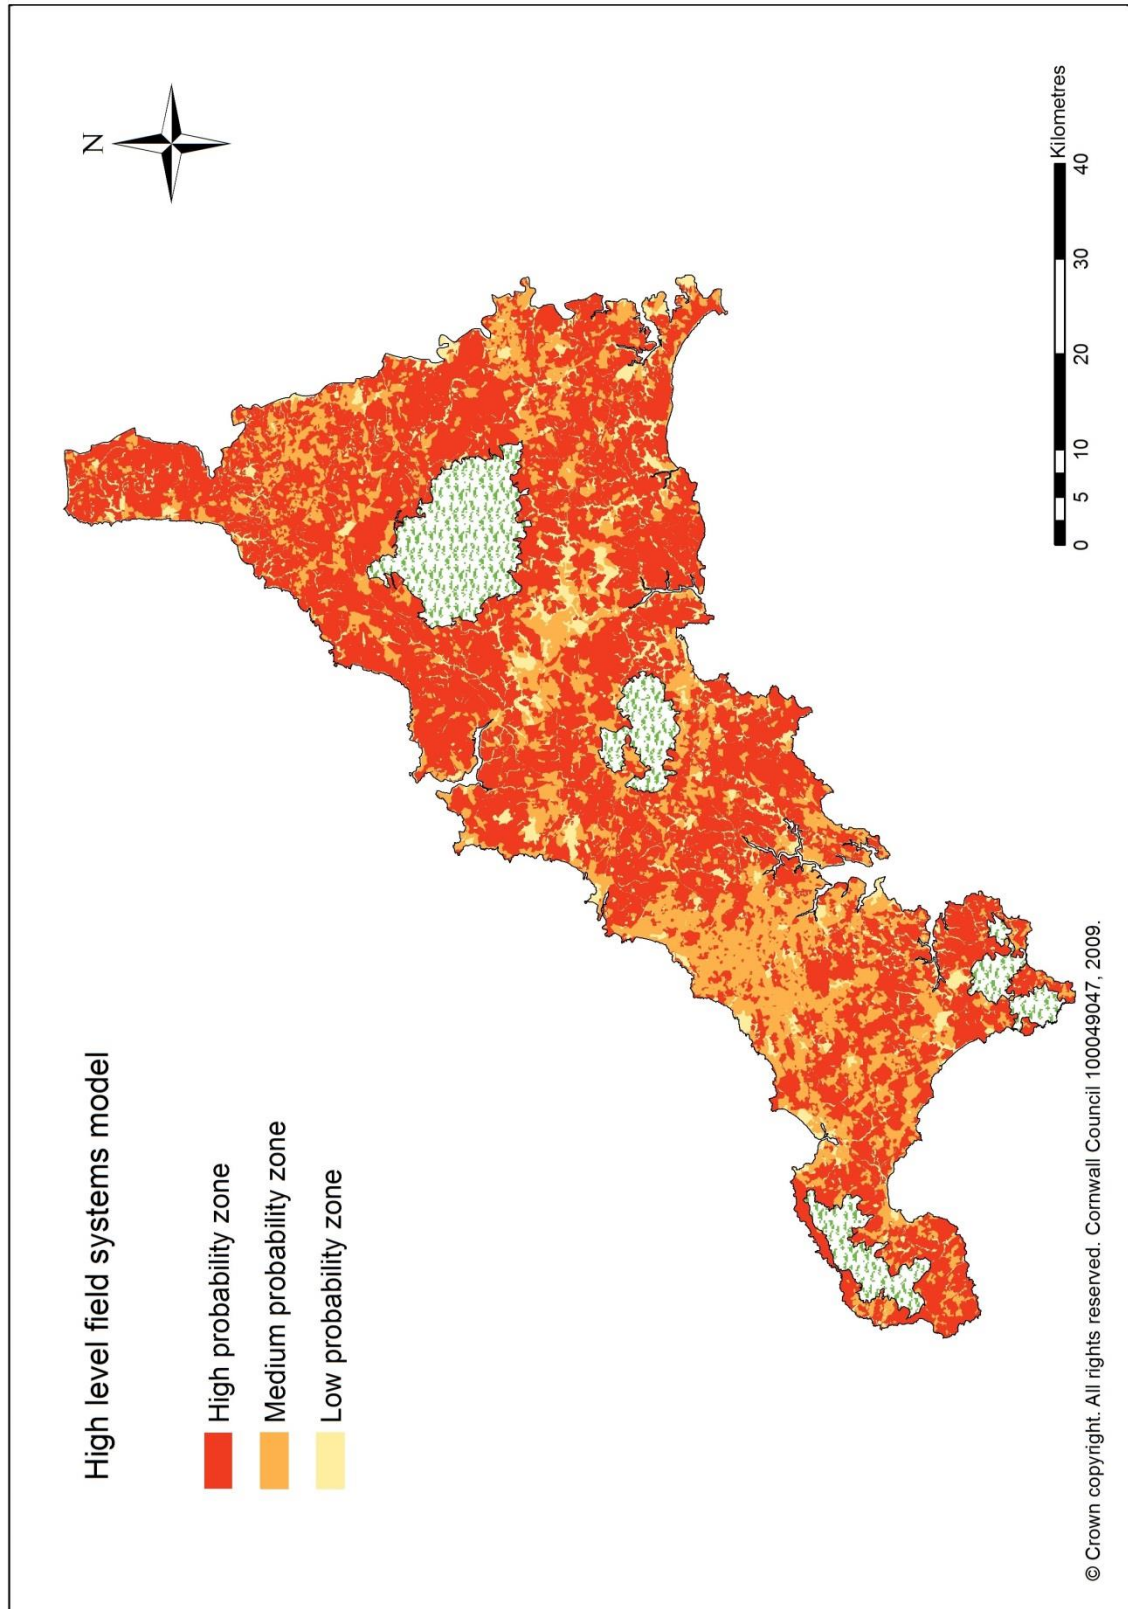 High level field systems model
High probability zone
Medium probability zone
Low probability zone
N
0 5 10 20 30 40
Kilometres
© Crown copyright. All rights reserved. Cornwall Council 100049047, 2009.